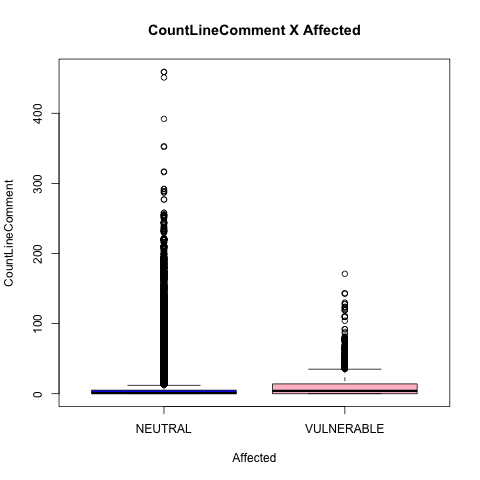 CountLineComment X Affected
CountLineComment
400
300
200
100
0
NEUTRAL
VULNERABLE
Affected